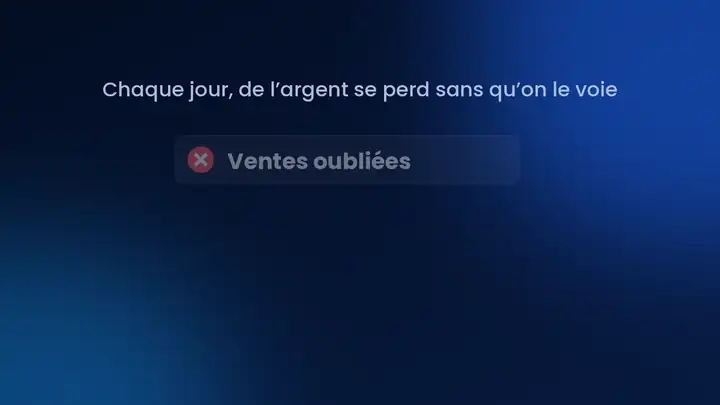 Chaque jour, de l’argent se perd sans qu’on le voie
Ventes oubliées